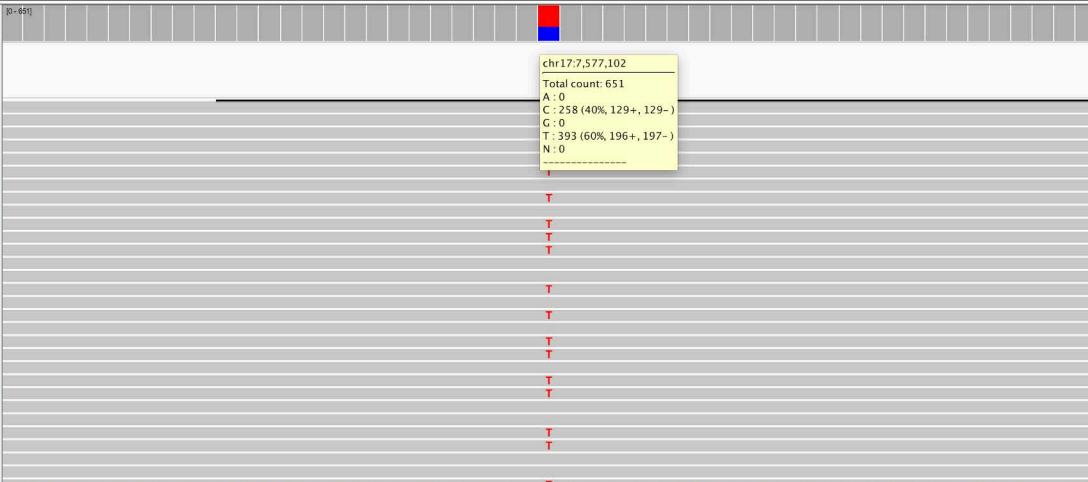 [0 - 651]
chr17:7,577,102
Total count: 651
A : 0
C : 258 (40%, 129+, 129- )
G : 0
T : 393 (60%, 196+, 197- )
N : 0
---------------
T
T
T
T
T
T
T
T
T
T
T
T
T